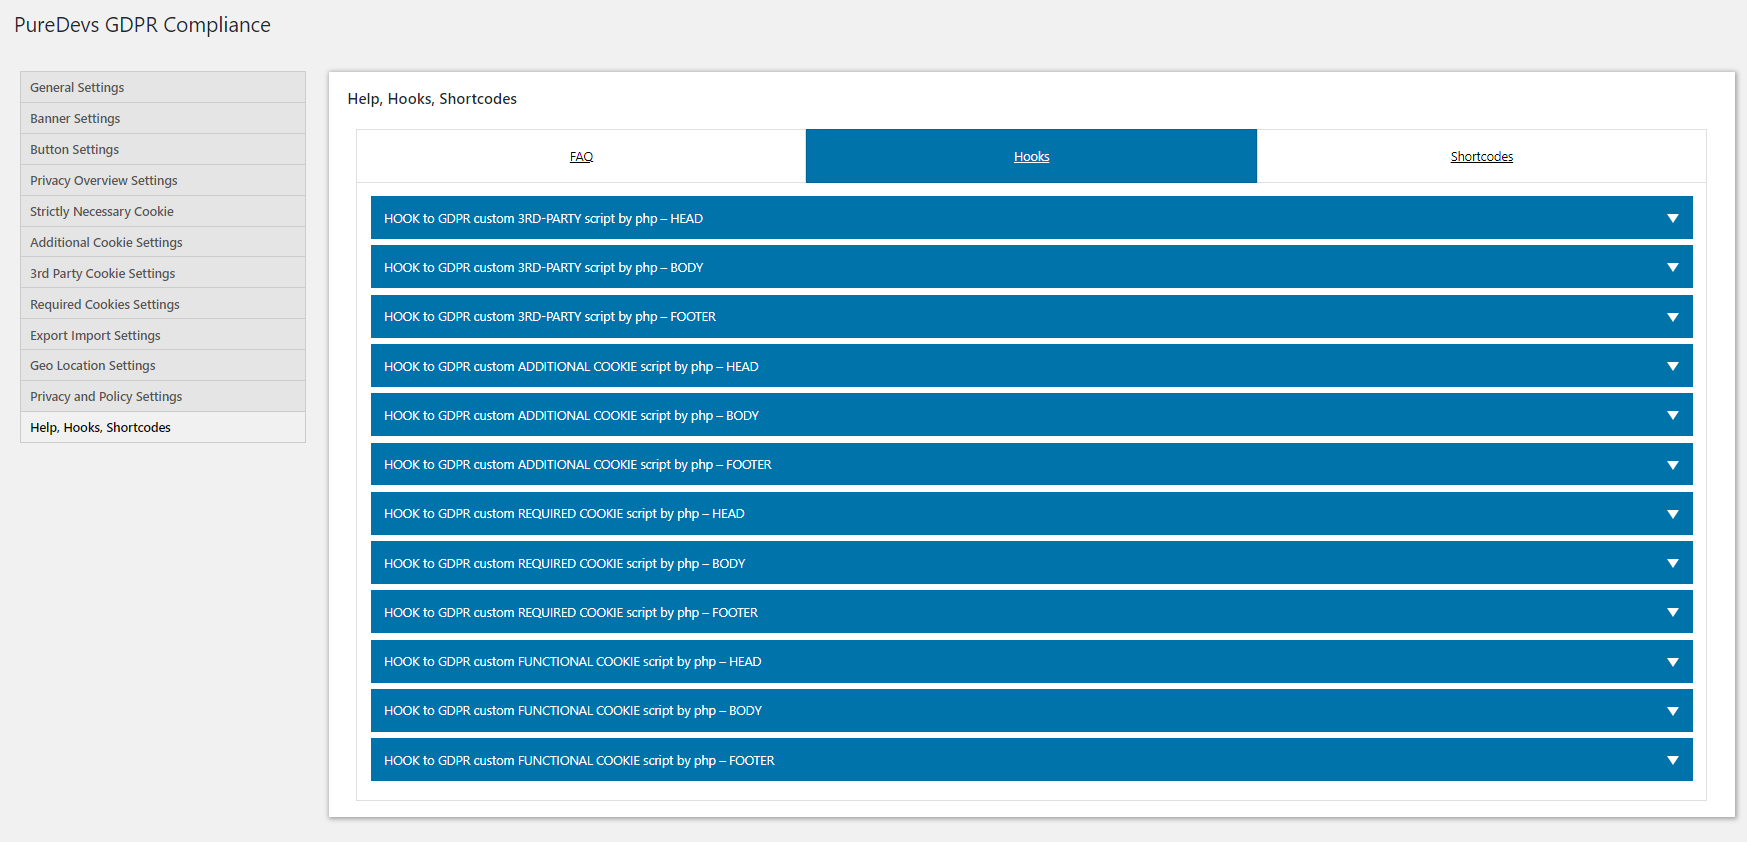 PureDevs GDPR Compliance
General Settings
Banner Settings
Button Settings
Privacy Overview Settings
Strictly Necessary Cookie
Additional Cookie Settings
3rd Party Cookie Settings
Required Cookies Settings
Export Import Settings
Geo Location Settings
Privacy and Policy Settings
Help, Hooks, Shortcodes
Help, Hooks, Shortcodes
FAQ Hooks Shortcodes
HOOK to GDPR custom 3RD-PARTY script by php – HEAD
HOOK to GDPR custom 3RD-PARTY script by php – BODY
HOOK to GDPR custom 3RD-PARTY script by php – FOOTER
HOOK to GDPR custom ADDITIONAL COOKIE script by php – HEAD
HOOK to GDPR custom ADDITIONAL COOKIE script by php – BODY
HOOK to GDPR custom ADDITIONAL COOKIE script by php – FOOTER
HOOK to GDPR custom REQUIRED COOKIE script by php – HEAD
HOOK to GDPR custom REQUIRED COOKIE script by php – BODY
HOOK to GDPR custom REQUIRED COOKIE script by php – FOOTER
HOOK to GDPR custom FUNCTIONAL COOKIE script by php – HEAD
HOOK to GDPR custom FUNCTIONAL COOKIE script by php – BODY
HOOK to GDPR custom FUNCTIONAL COOKIE script by php – FOOTER